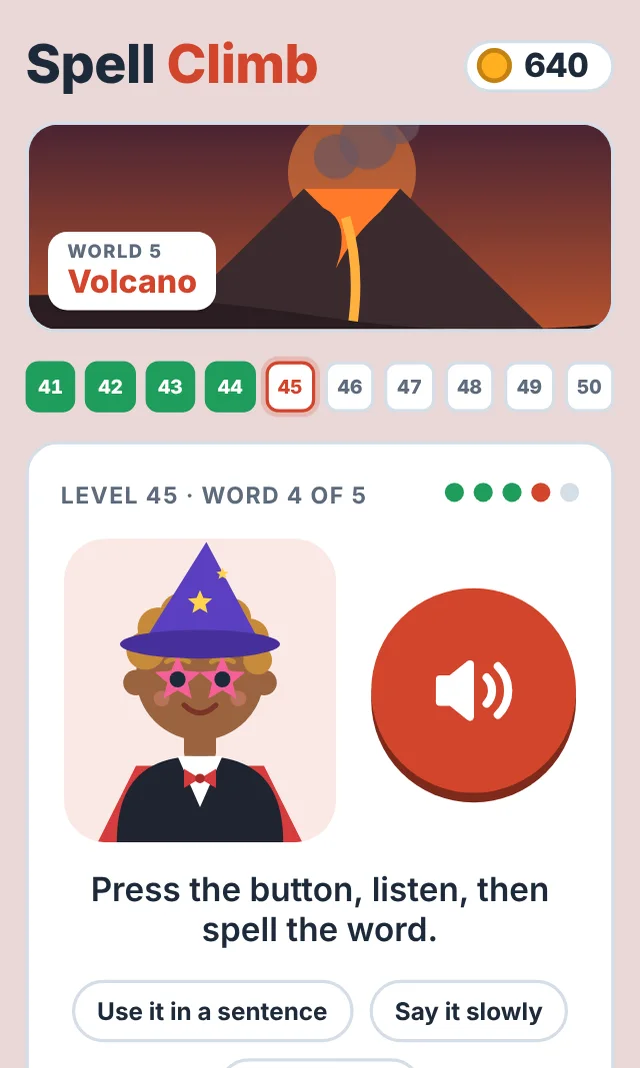 Spell Climb
640
WORLD 5
Volcano
41 42 43 44 45 46 47 48 49 50
LEVEL 45 · WORD 4 OF 5
Press the button, listen, then
spell the word.
Use it in a sentence
Say it slowly